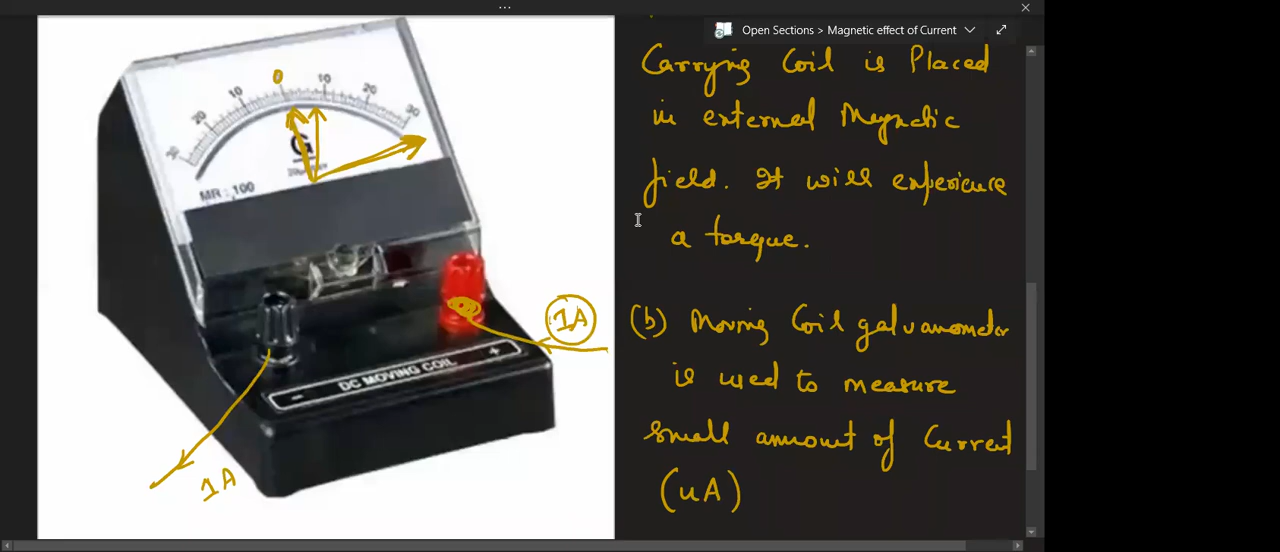 Open Sections > Magnetic effect of Current
Carrying Coil is Placed
in external Magnetic
field. It will experience
a torque.
(b) Moving Coil galvanometer
is used to measure
small amount of Current
(uA)
30 20 10 0 10 20 30
G
MR : 100
1A
DC MOVING COIL
- +
1A